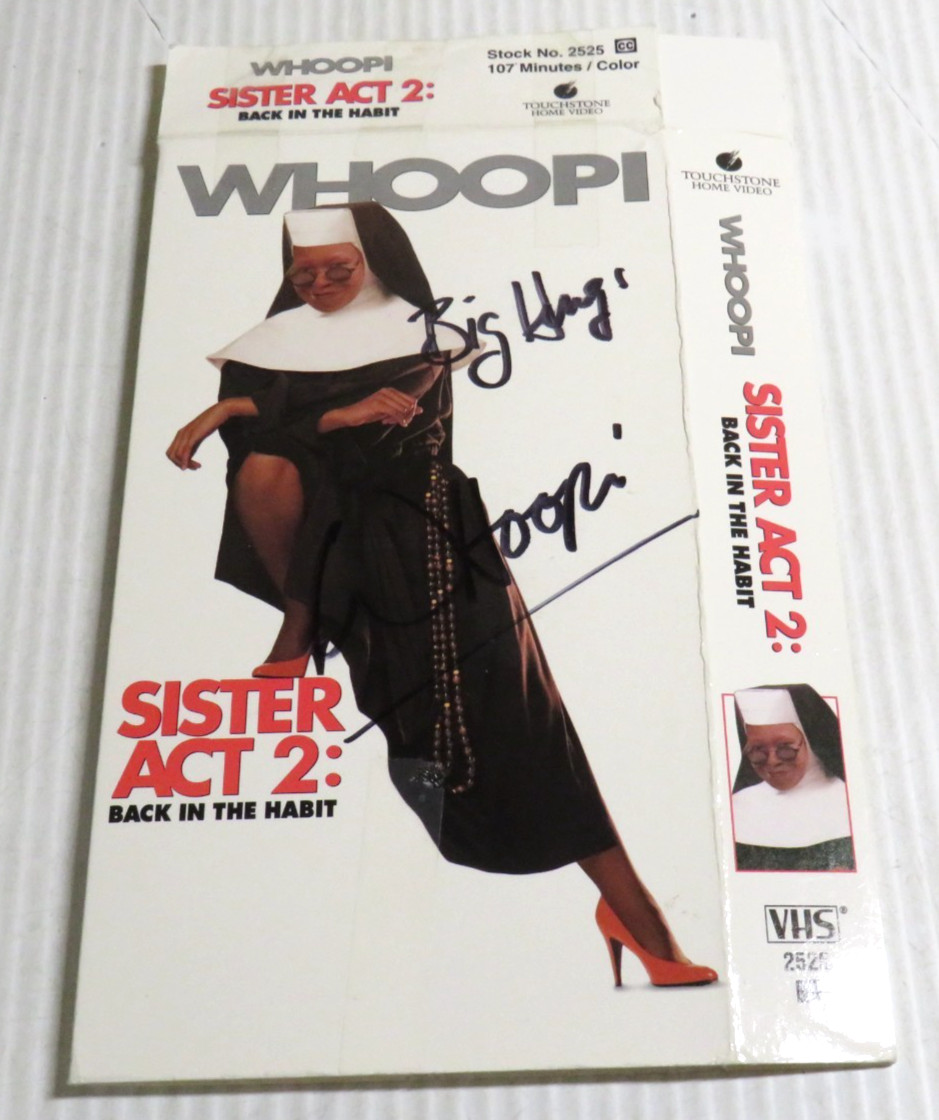 WHOOPI
SISTER ACT 2:
BACK IN THE HABIT
Stock No. 2525 CC
107 Minutes / Color
TOUCHSTONE
HOME VIDEO
WHOOPI
Big Hugs
Whoopi
SISTER
ACT 2:
BACK IN THE HABIT
TOUCHSTONE
HOME VIDEO
WHOOPI
SISTER ACT 2:
BACK IN THE HABIT
VHS®